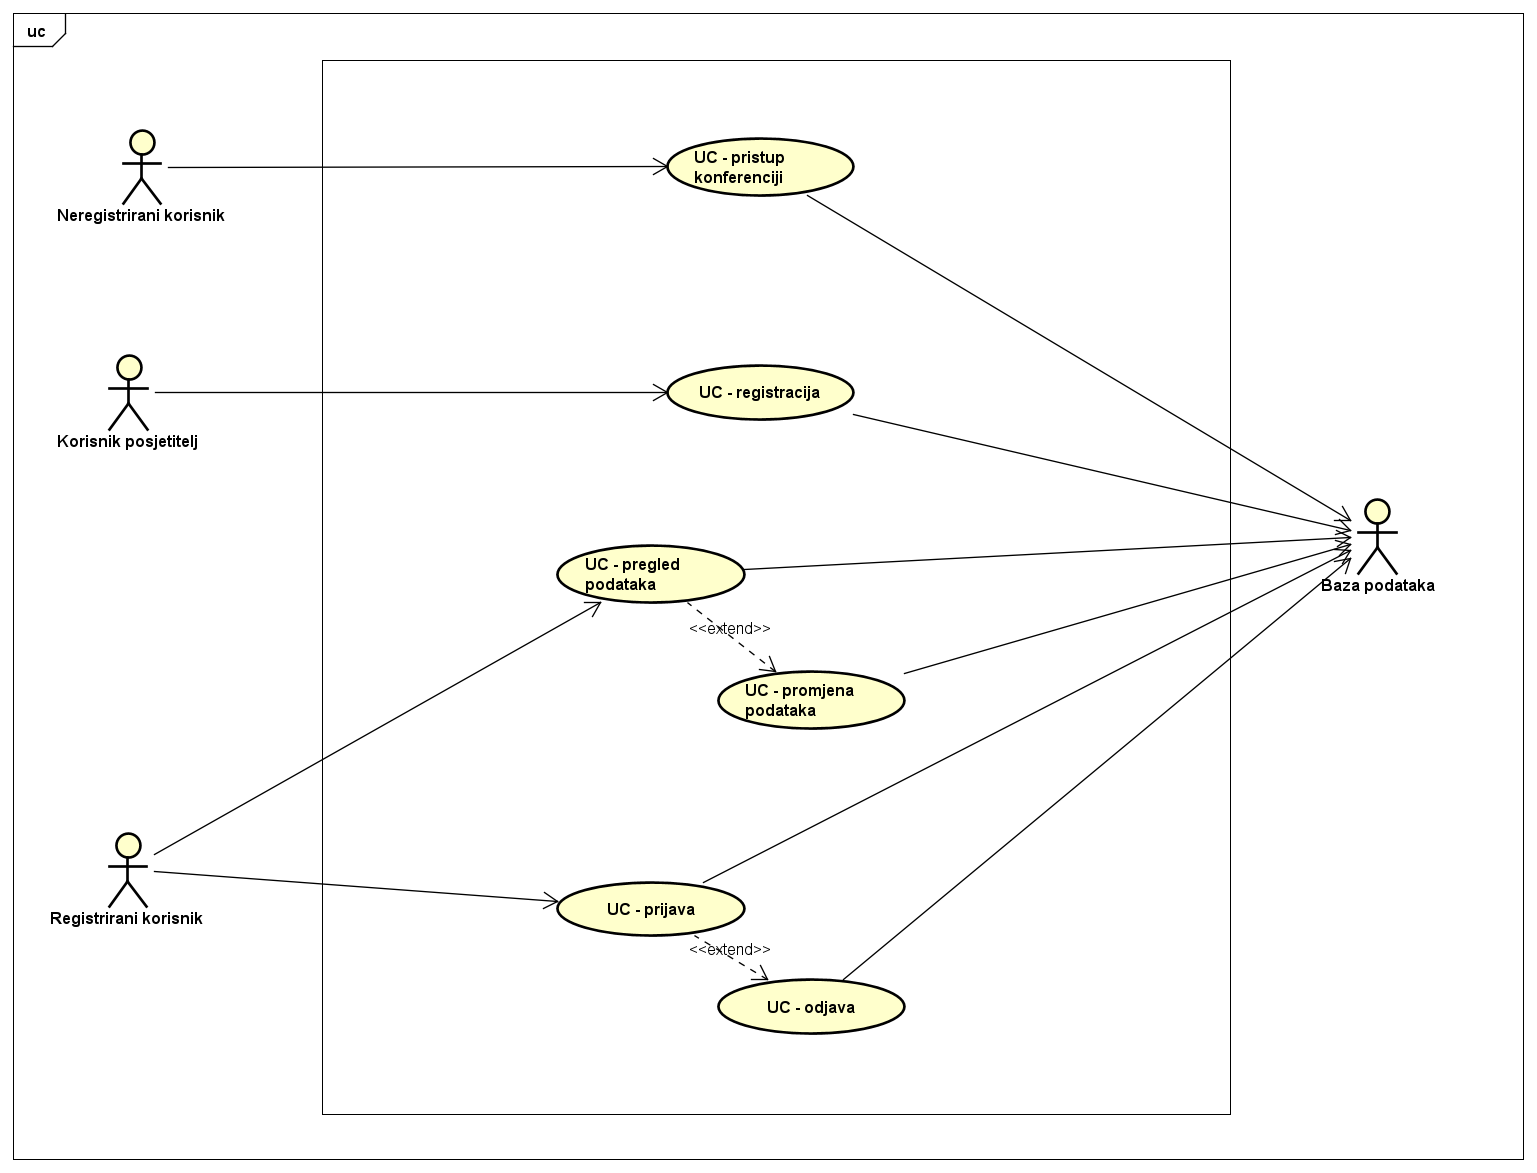 uc
UC - pristup
konferenciji
Neregistrirani korisnik
UC - registracija
Korisnik posjetitelj
UC - pregled
podataka
Baza podataka
<<extend>>
UC - promjena
podataka
UC - prijava
Registrirani korisnik
<<extend>>
UC - odjava